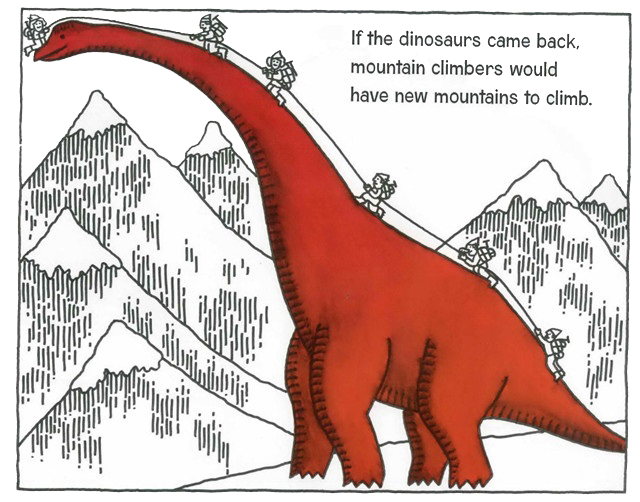 If the dinosaurs came back,
mountain climbers would
have new mountains to climb.